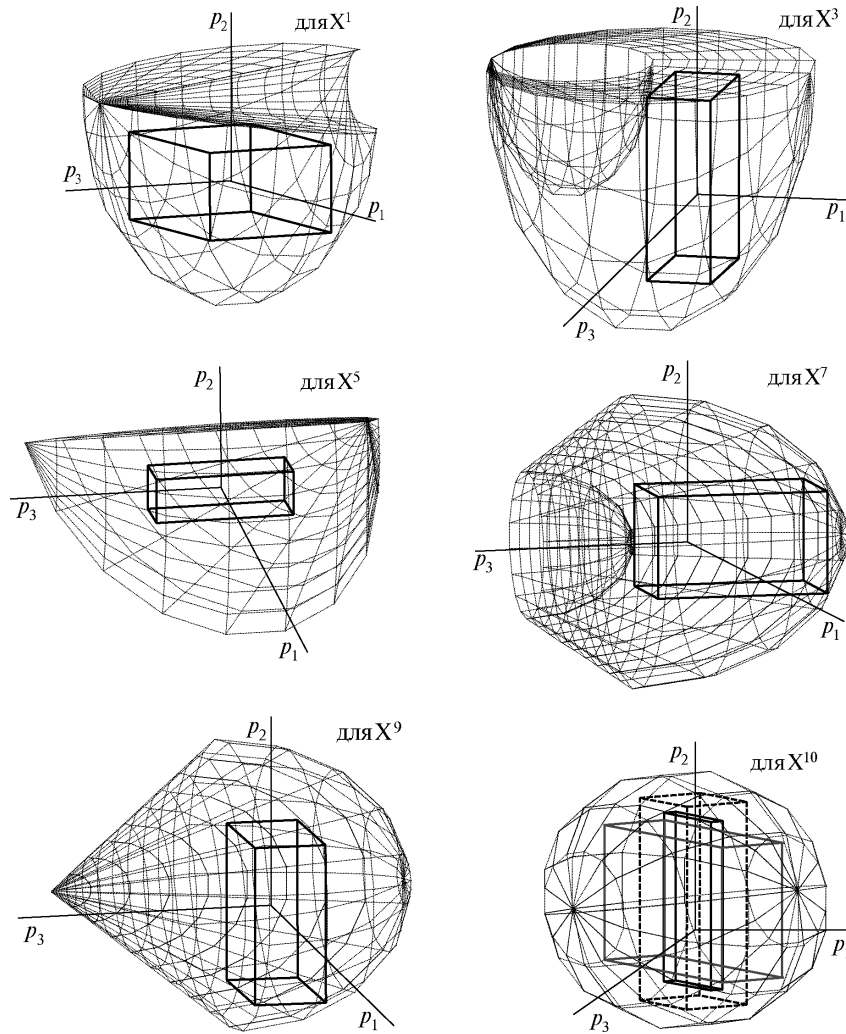 p₂ для X¹
p₃
p₁
p₂ для X³
p₁
p₃
p₂ для X⁵
p₃
p₁
p₂ для X⁷
p₃
p₁
p₂ для X⁹
p₃
p₁
p₂ для X¹⁰
p
p₃